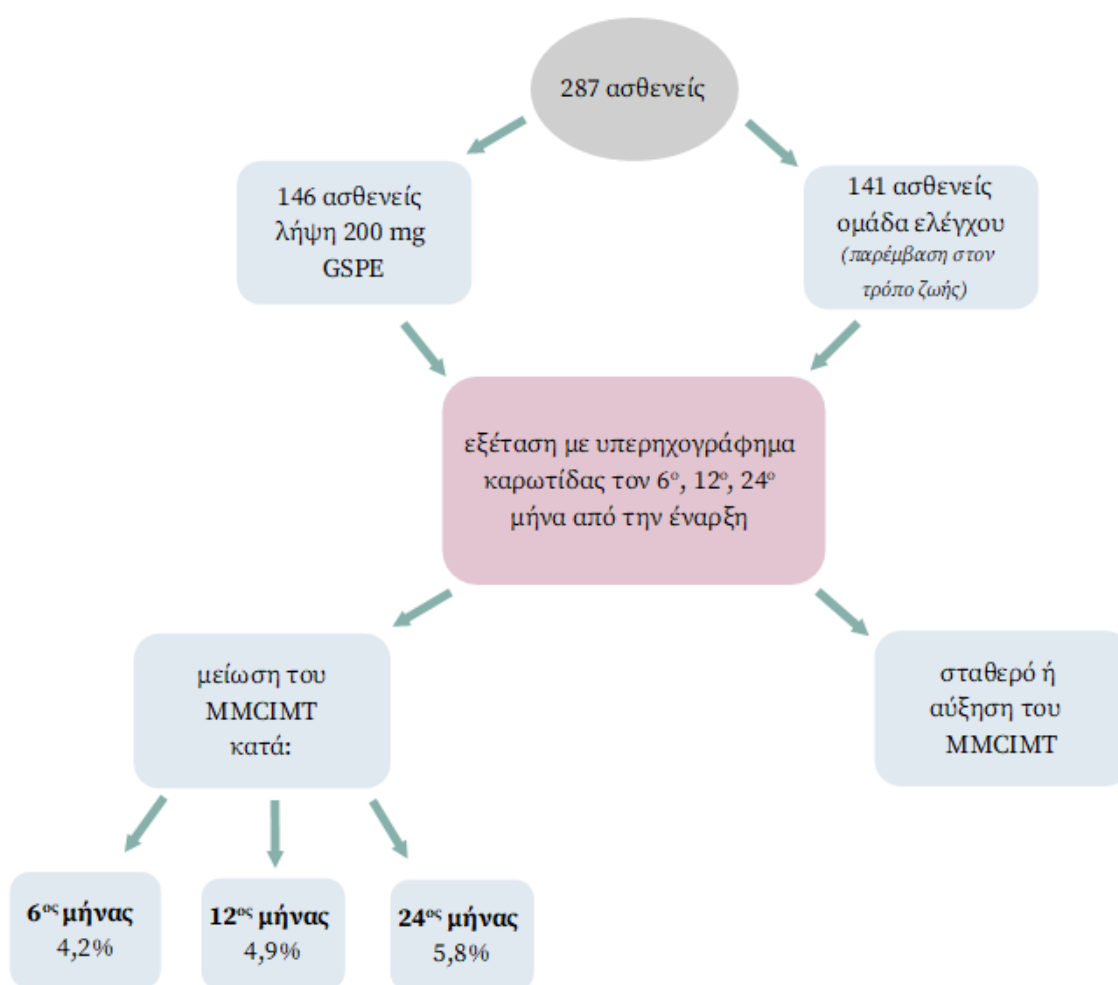 287 ασθενείς
146 ασθενείς
λήψη 200 mg
GSPE
141 ασθενείς
ομάδα ελέγχου
(παρέμβαση στον
τρόπο ζωής)
εξέταση με υπερηχογράφημα
καρωτίδας τον 6ο, 12ο, 24ο
μήνα από την έναρξη
μείωση του
MMCIMT
κατά:
σταθερό ή
αύξηση του
MMCIMT
6ος μήνας
4,2%
12ος μήνας
4,9%
24ος μήνας
5,8%